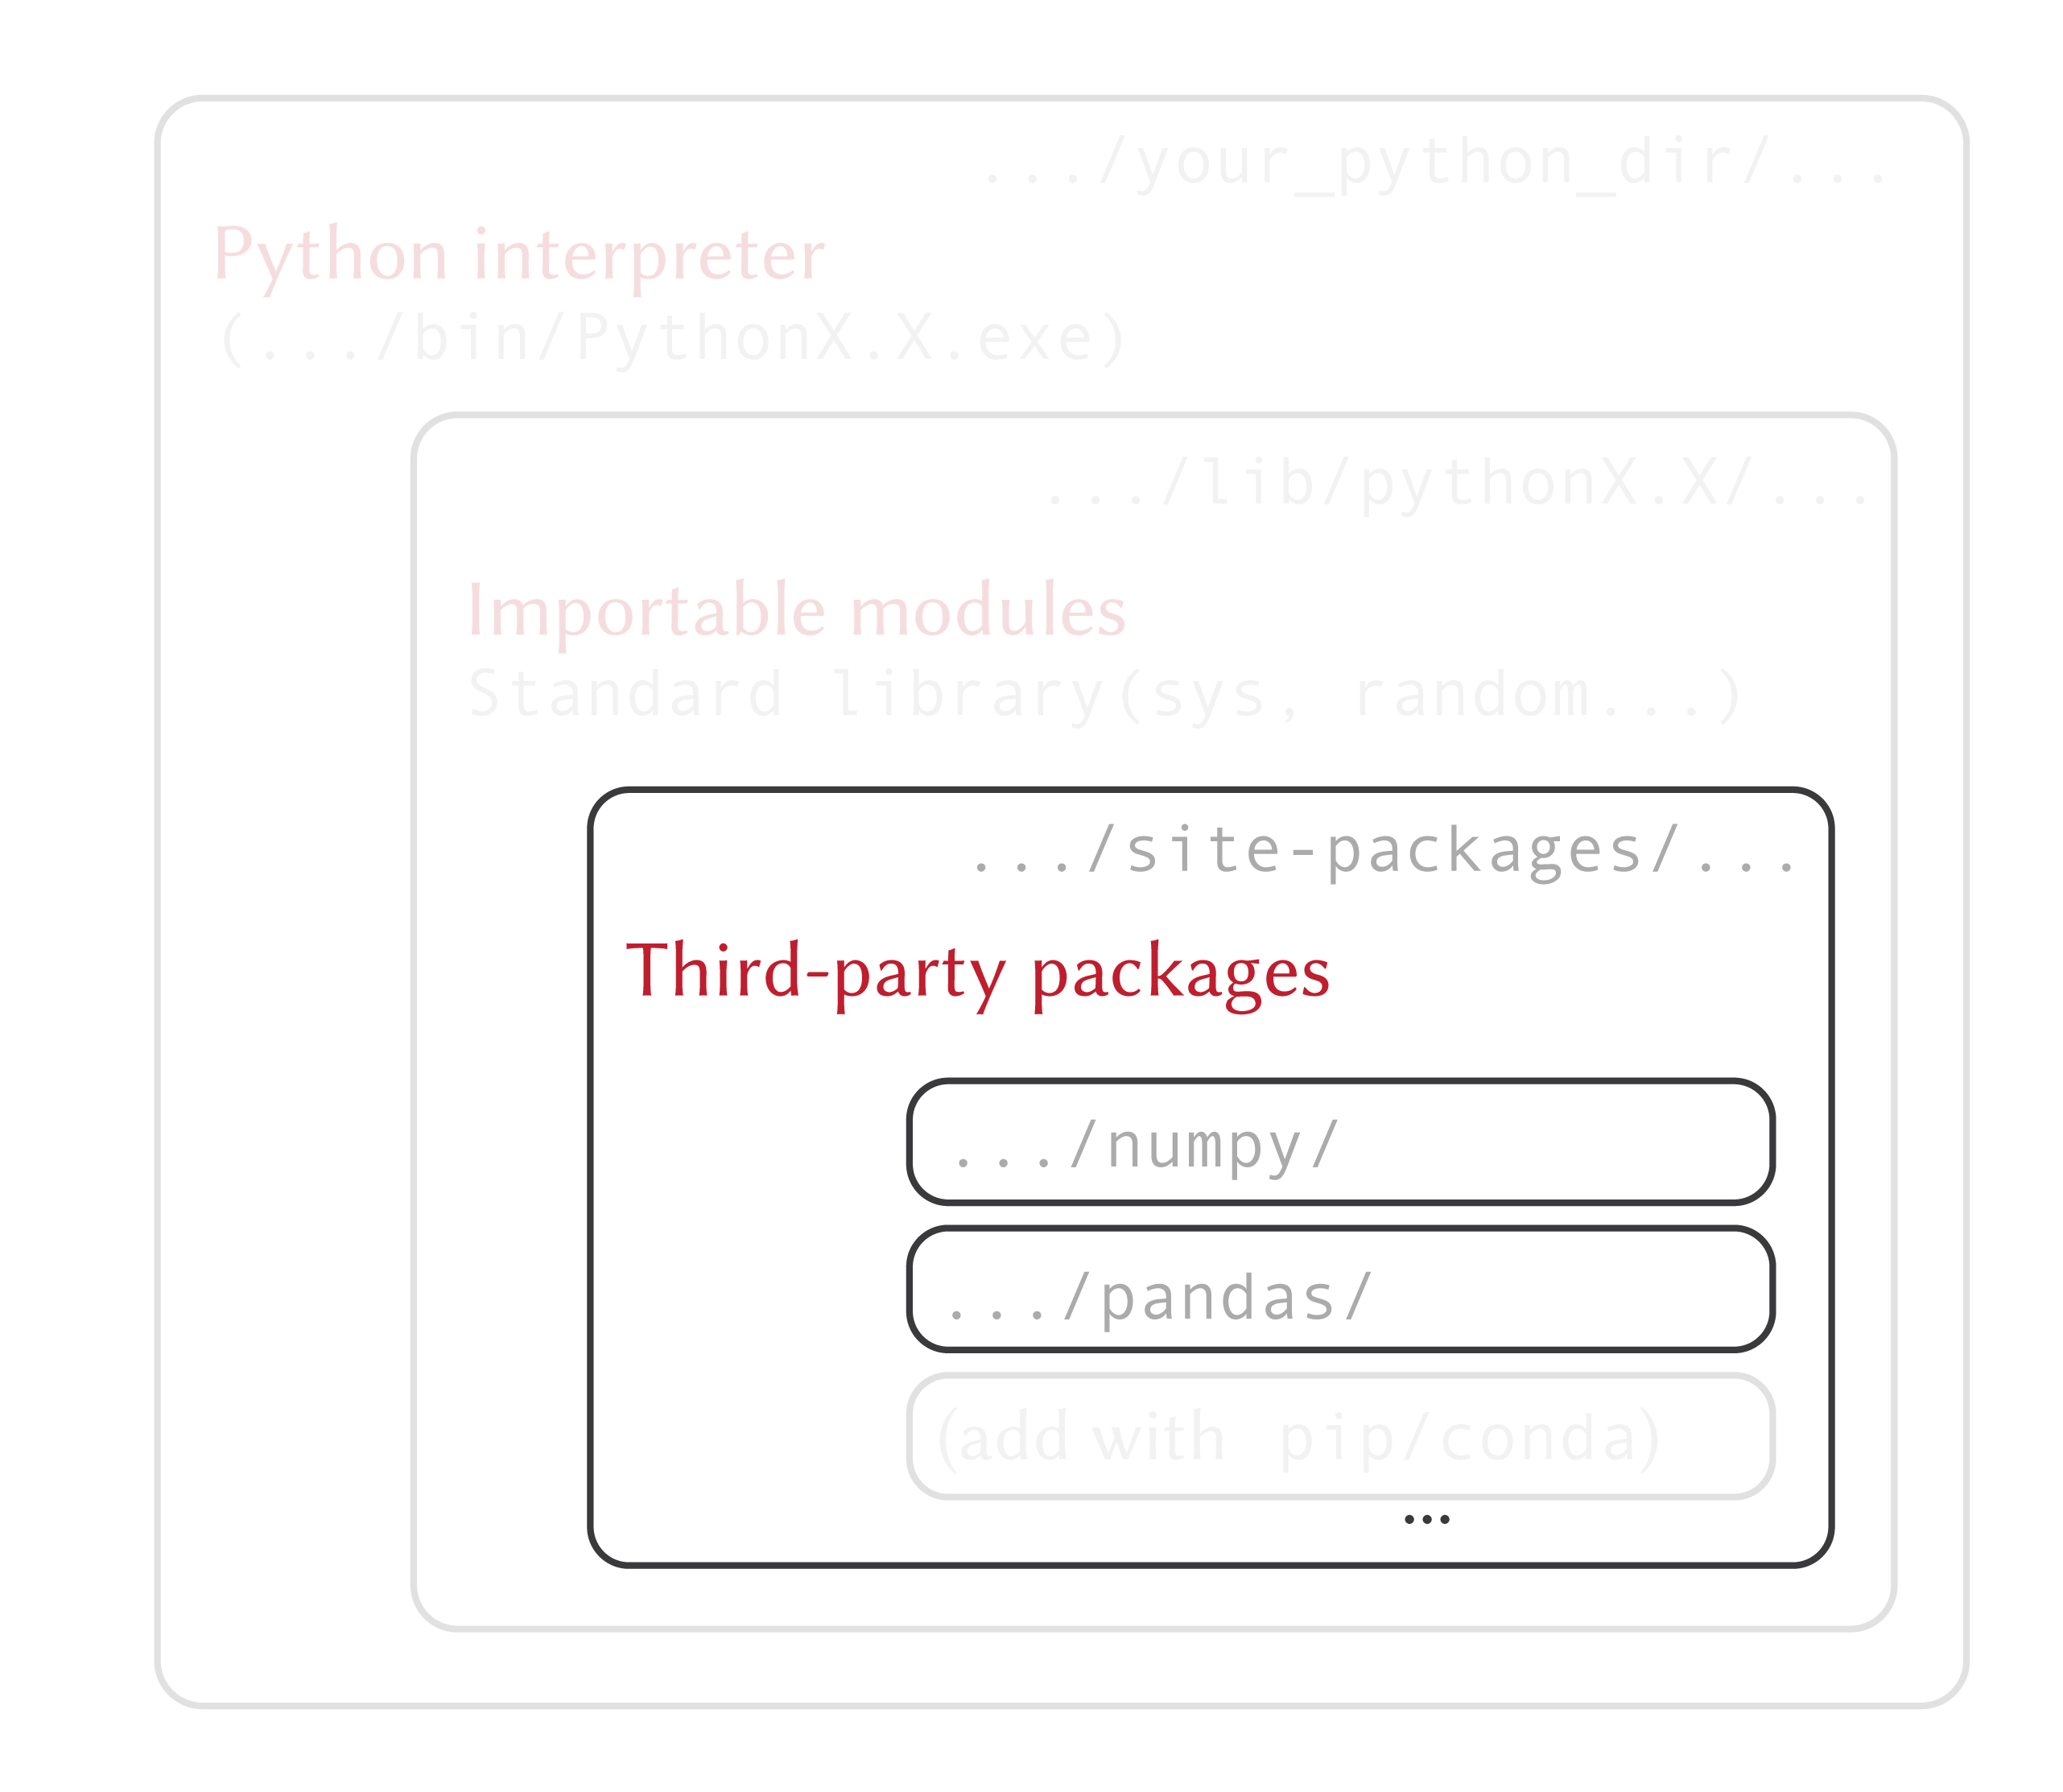 .../your_python_dir/...
Python interpreter
(.../bin/PythonX.X.exe)
.../lib/pythonX.X/...
Importable modules
Standard library(sys, random...)
.../site-packages/...
Third-party packages
.../numpy/
.../pandas/
(add with pip/conda)
...